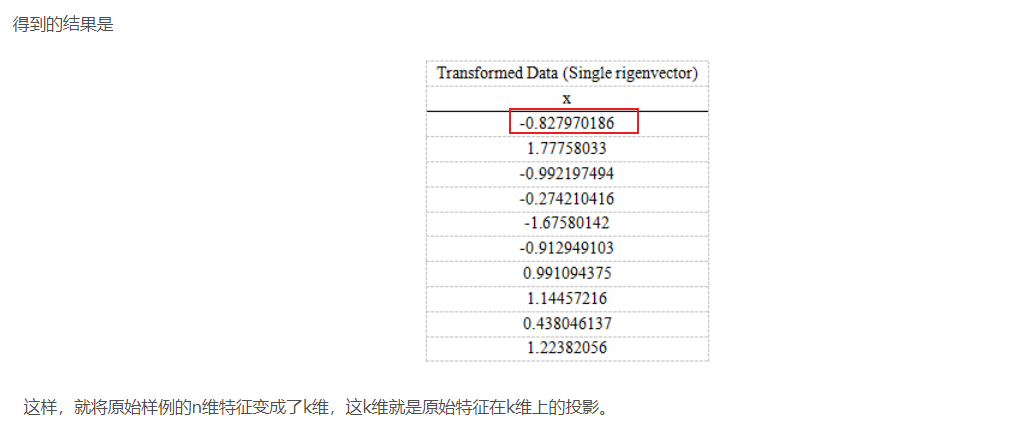 得到的结果是
Transformed Data (Single rigenvector)
x
-0.827970186
1.77758033
-0.992197494
-0.274210416
-1.67580142
-0.912949103
0.991094375
1.14457216
0.438046137
1.22382056
这样，就将原始样例的n维特征变成了k维，这k维就是原始特征在k维上的投影。